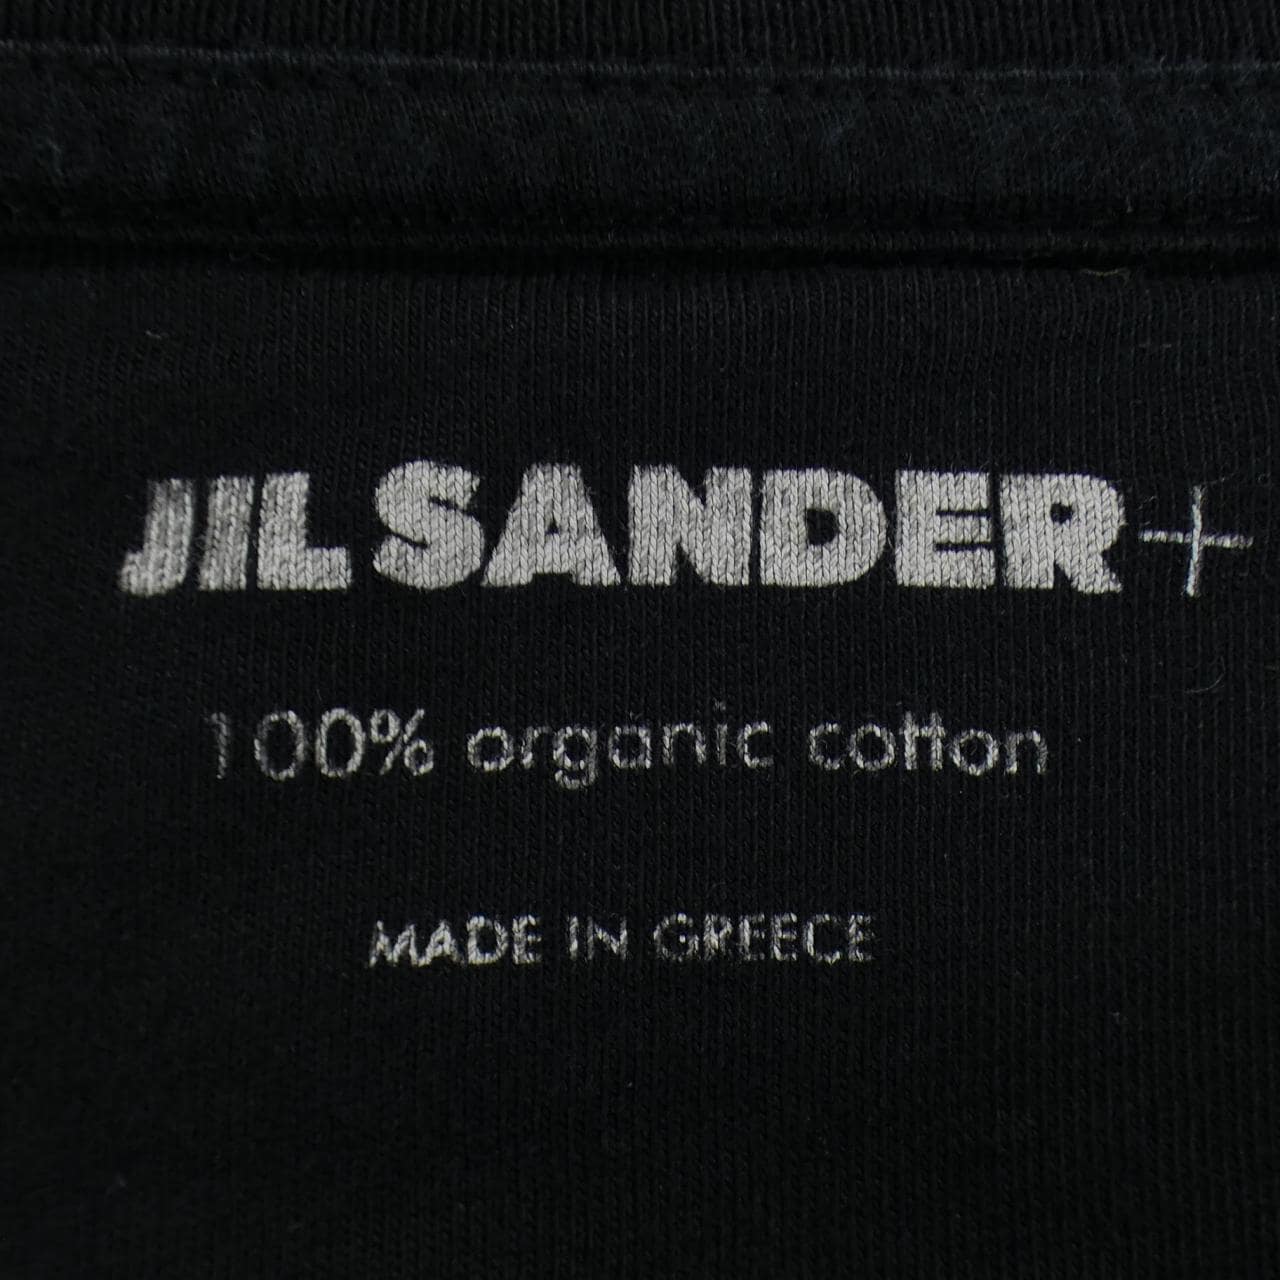 JIL SANDER+
100% organic cotton
MADE IN GREECE